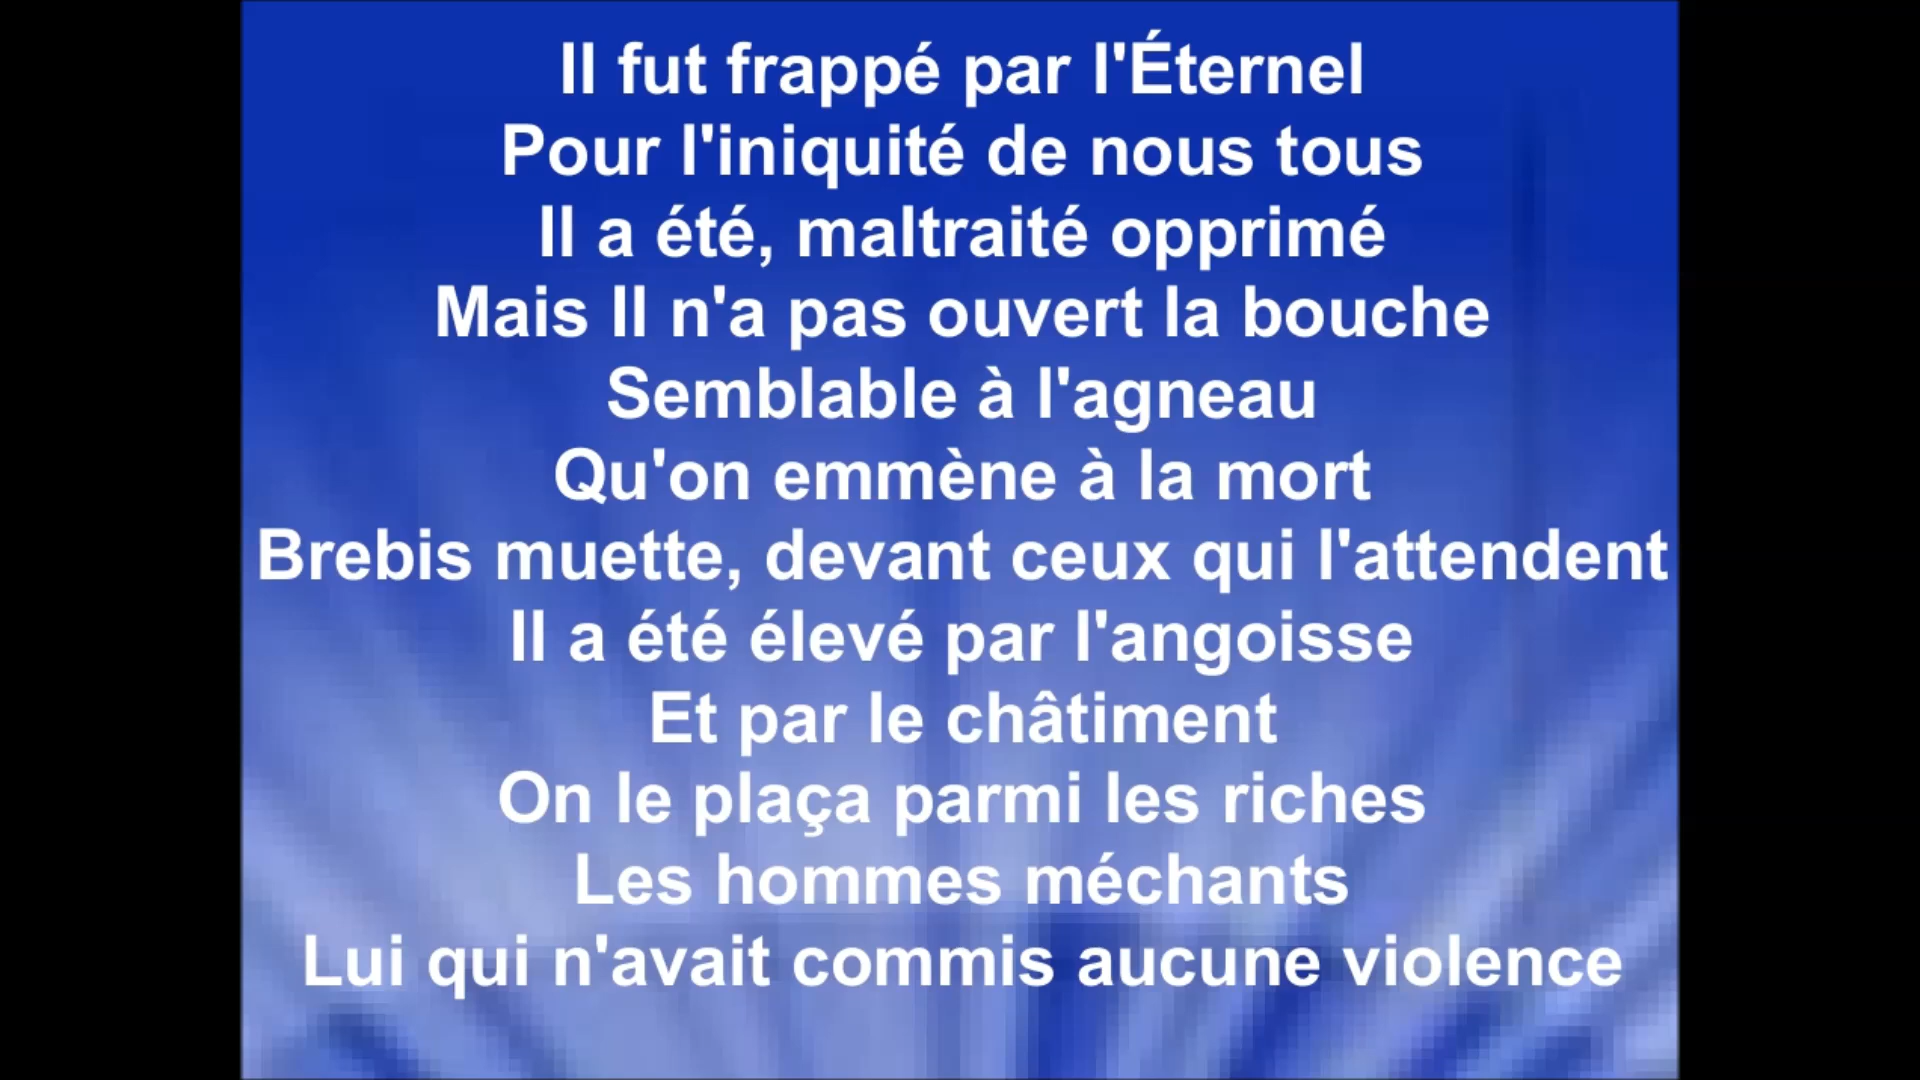 Il fut frappé par l'Éternel
Pour l'iniquité de nous tous
Il a été, maltraité opprimé
Mais Il n'a pas ouvert la bouche
Semblable à l'agneau
Qu'on emmène à la mort
Brebis muette, devant ceux qui l'attendent
Il a été élevé par l'angoisse
Et par le châtiment
On le plaça parmi les riches
Les hommes méchants
Lui qui n'avait commis aucune violence